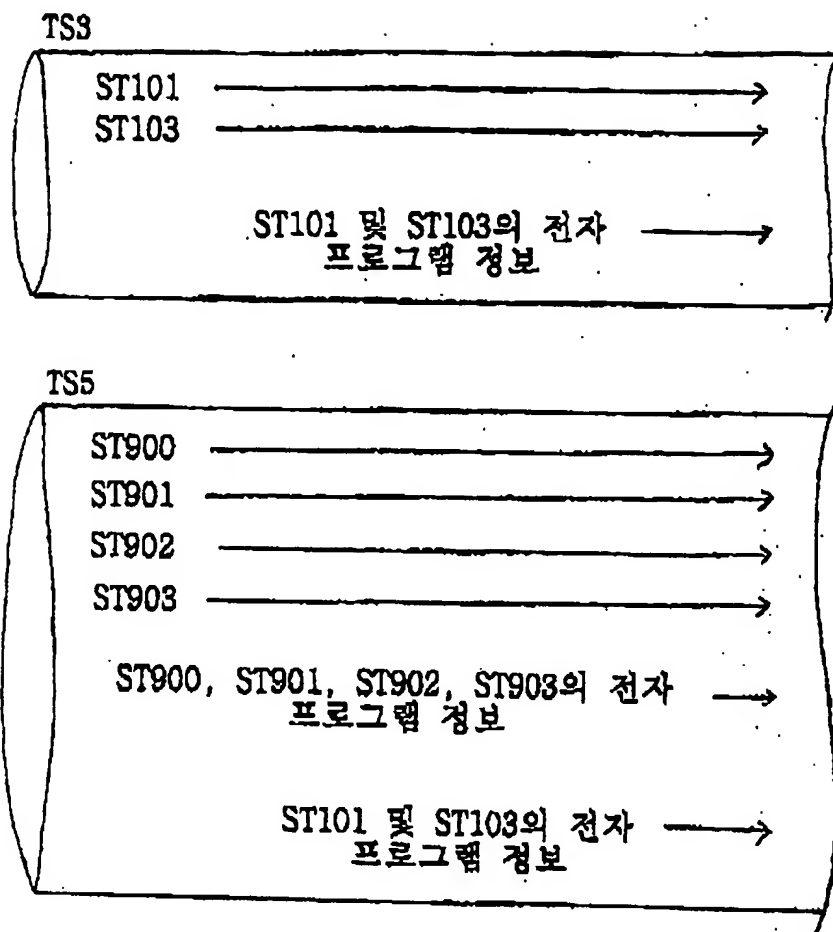 TS3
ST101
ST103
ST101 및 ST103의 전자
프로그램 정보
TS5
ST900
ST901
ST902
ST903
ST900, ST901, ST902, ST903의 전자
프로그램 정보
ST101 및 ST103의 전자
프로그램 정보